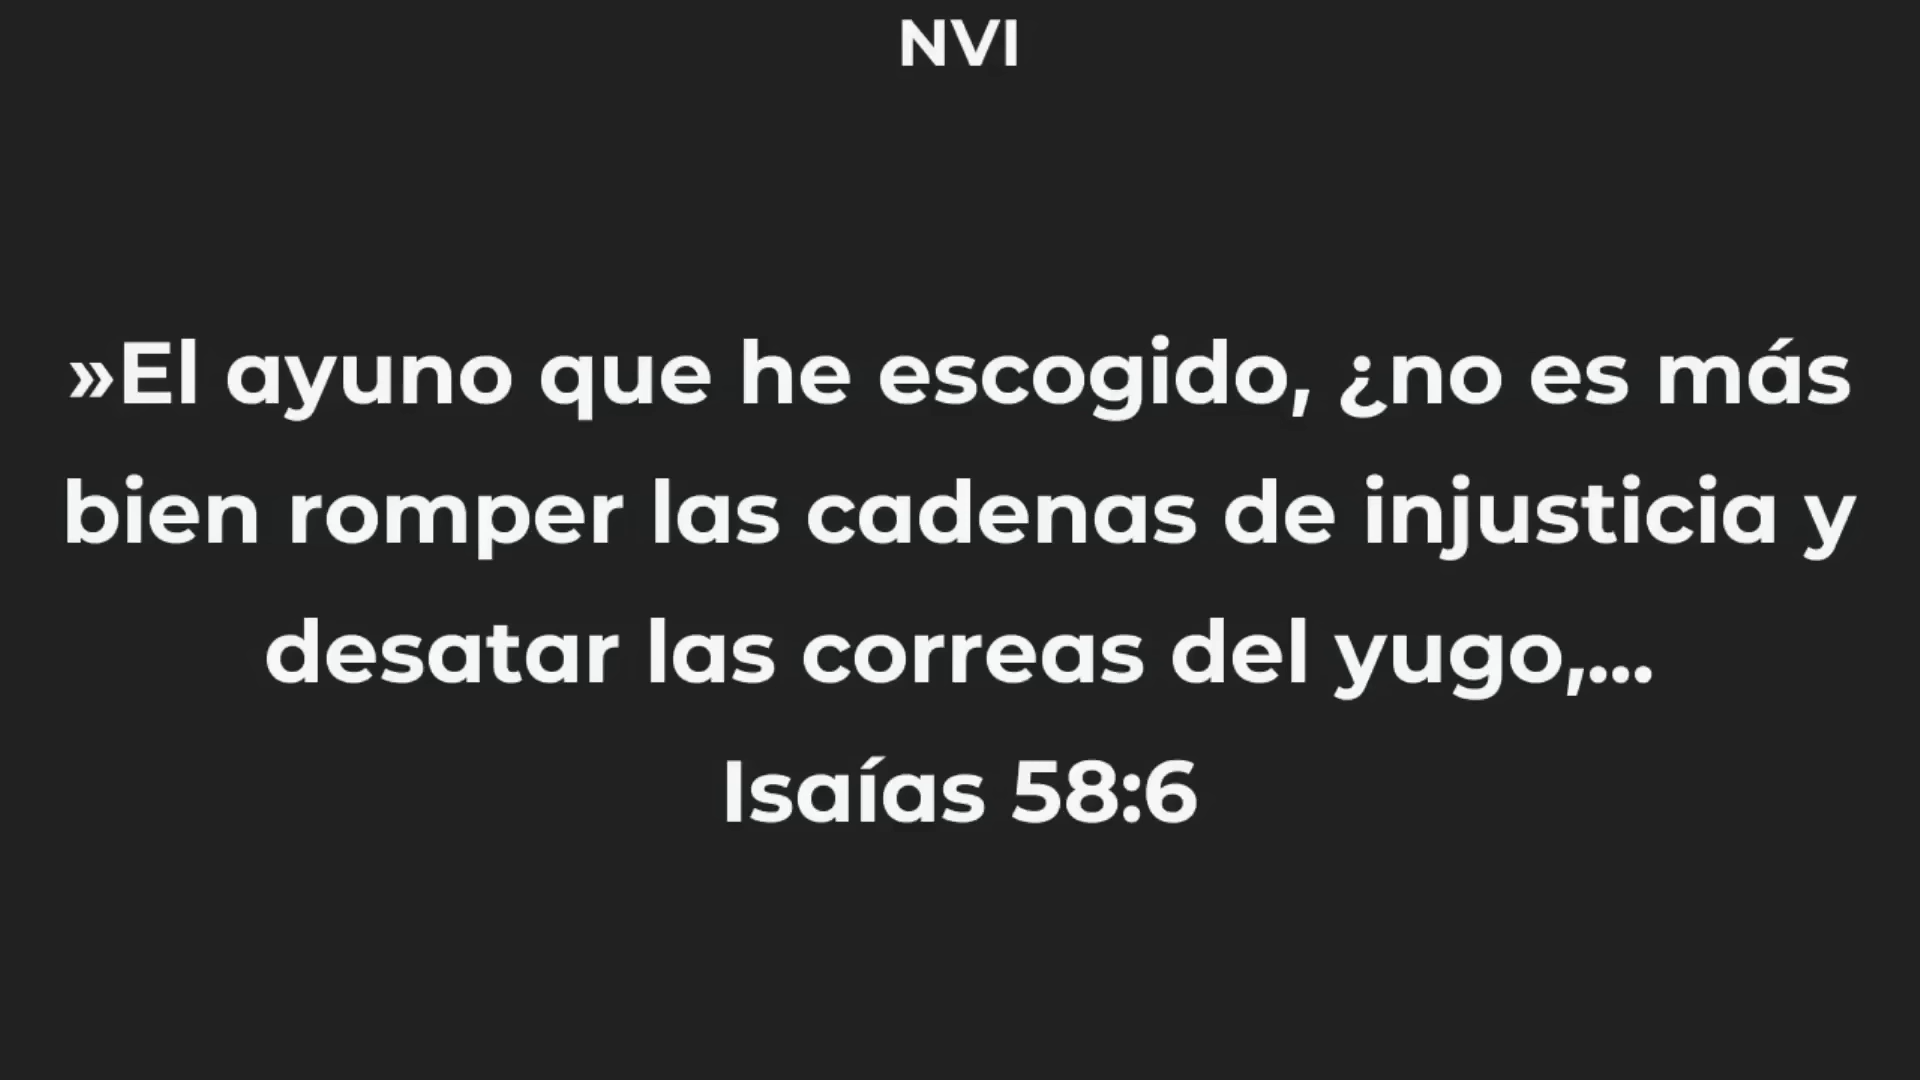 NVI
»El ayuno que he escogido, ¿no es más
bien romper las cadenas de injusticia y
desatar las correas del yugo,...
Isaías 58:6